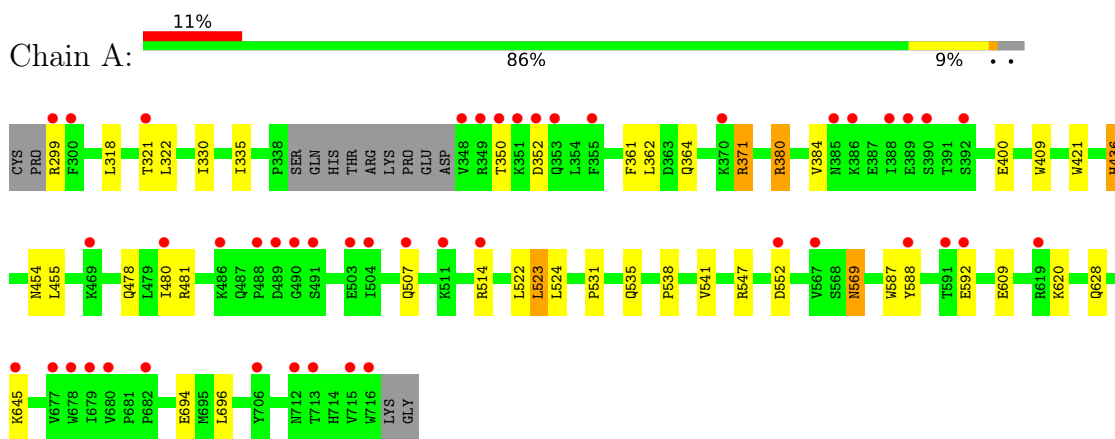 11%
Chain A:
86% 9% • •
CYS PRO R299 F300 L318 T321 L322 I330 I335 P338 SER GLN HIS THR ARG LYS PRO GLU ASP V348 R349 T350 K351 D352 Q353 L354 F355 F361 L362 D363 Q364 K370 R371 R380 V384 N385 K386 E387 I388 E389 S390 T391 S392 E400 W409 W421 H436
N454 L455 K469 Q478 L479 I480 R481 K486 Q487 P488 D489 G490 S491 E503 I504 Q507 K511 R514 L522 L523 L524 P531 Q535 P538 V541 R547 D552 V567 S568 N569 W587 Y588 T591 E592 E609 R619 K620 Q628
K645 V677 W678 I679 V680 P681 P682 E694 M695 L696 Y706 N712 T713 H714 V715 W716 LYS GLY